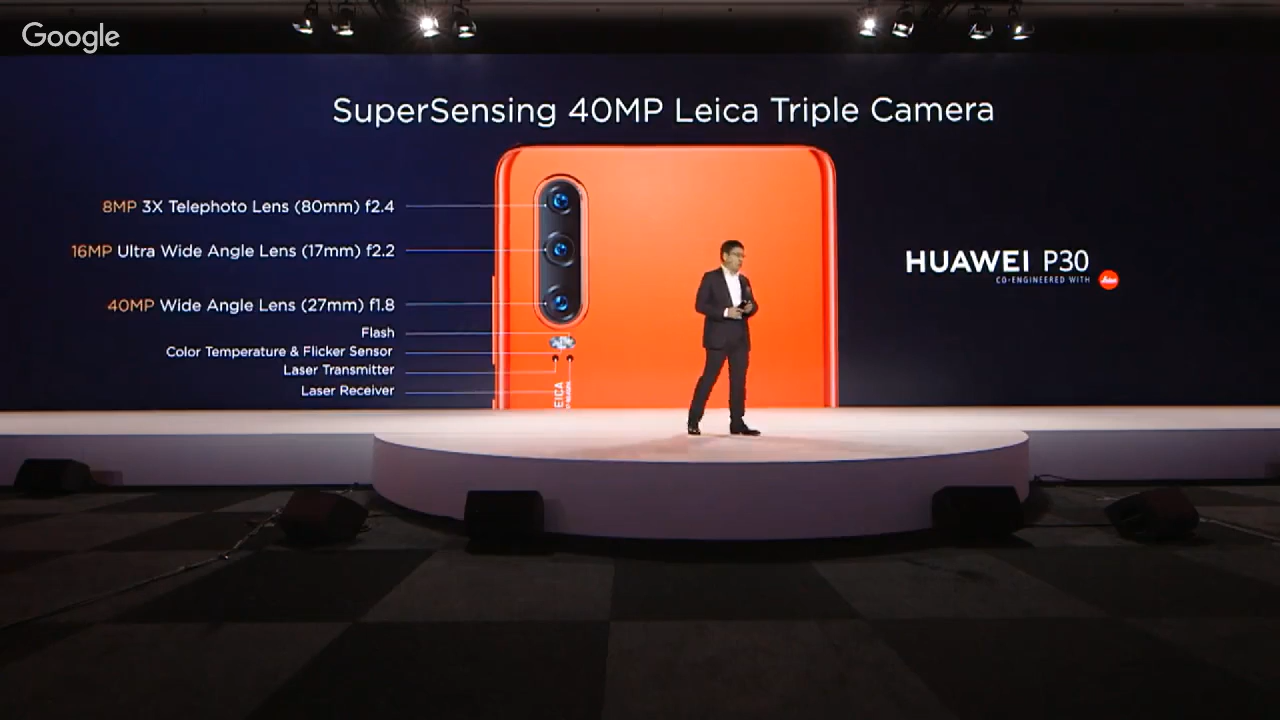 Google
SuperSensing 40MP Leica Triple Camera
8MP 3X Telephoto Lens (80mm) f2.4
16MP Ultra Wide Angle Lens (17mm) f2.2
40MP Wide Angle Lens (27mm) f1.8
Flash
Color Temperature & Flicker Sensor
Laser Transmitter
Laser Receiver
HUAWEI P30
CO-ENGINEERED WITH
Leica